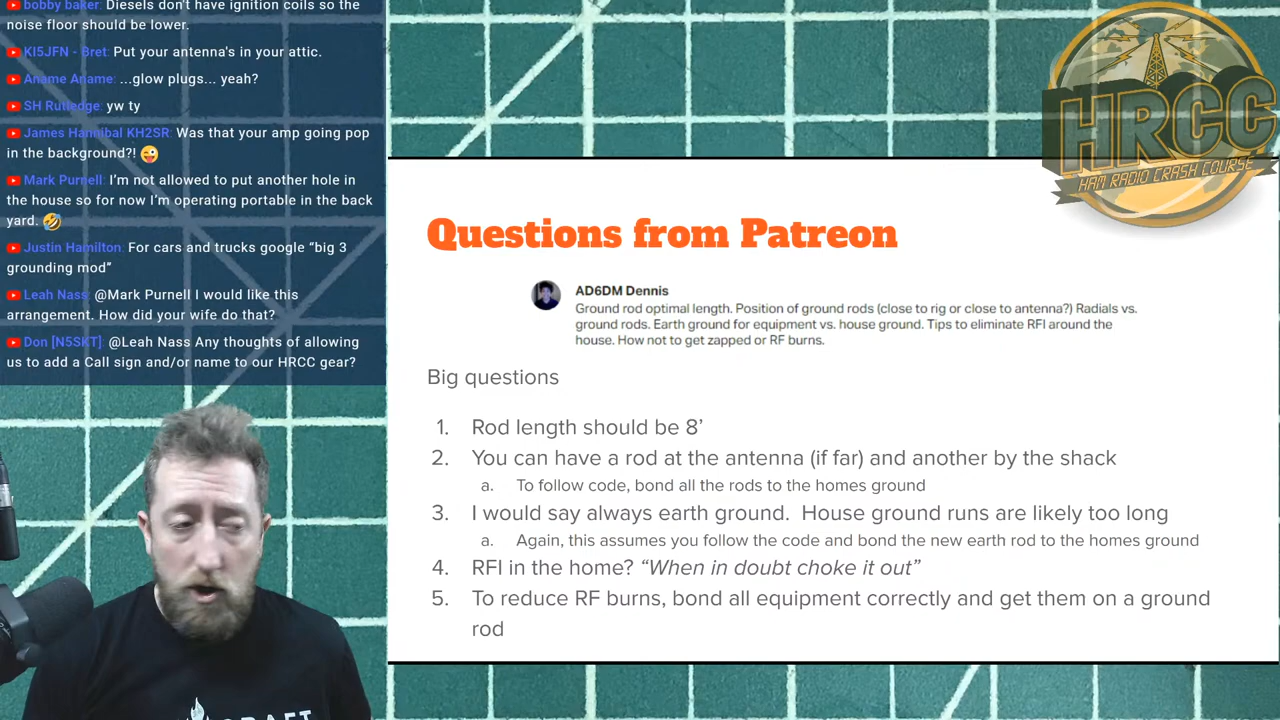 bobby baker: Diesels don't have ignition coils so the
noise floor should be lower.
KI5JFN - Bret: Put your antenna's in your attic.
Aname Aname: ...glow plugs... yeah?
SH Rutledge: yw ty
James Hannibal KH2SR: Was that your amp going pop
in the background?! 😜
Mark Purnell: I'm not allowed to put another hole in
the house so for now I'm operating portable in the back
yard. 🤣
Justin Hamilton: For cars and trucks google “big 3
grounding mod”
Leah Nass: @Mark Purnell I would like this
arrangement. How did your wife do that?
Don [N5SKT] @Leah Nass Any thoughts of allowing
us to add a Call sign and/or name to our HRCC gear?
HRCC
HAM RADIO CRASH COURSE
Questions from Patreon
AD6DM Dennis
Ground rod optimal length. Position of ground rods (close to rig or close to antenna?) Radials vs.
ground rods. Earth ground for equipment vs. house ground. Tips to eliminate RFI around the
house. How not to get zapped or RF burns.
Big questions
1. Rod length should be 8’
2. You can have a rod at the antenna (if far) and another by the shack
a. To follow code, bond all the rods to the homes ground
3. I would say always earth ground.  House ground runs are likely too long
a. Again, this assumes you follow the code and bond the new earth rod to the homes ground
4. RFI in the home? “When in doubt choke it out”
5. To reduce RF burns, bond all equipment correctly and get them on a ground
rod